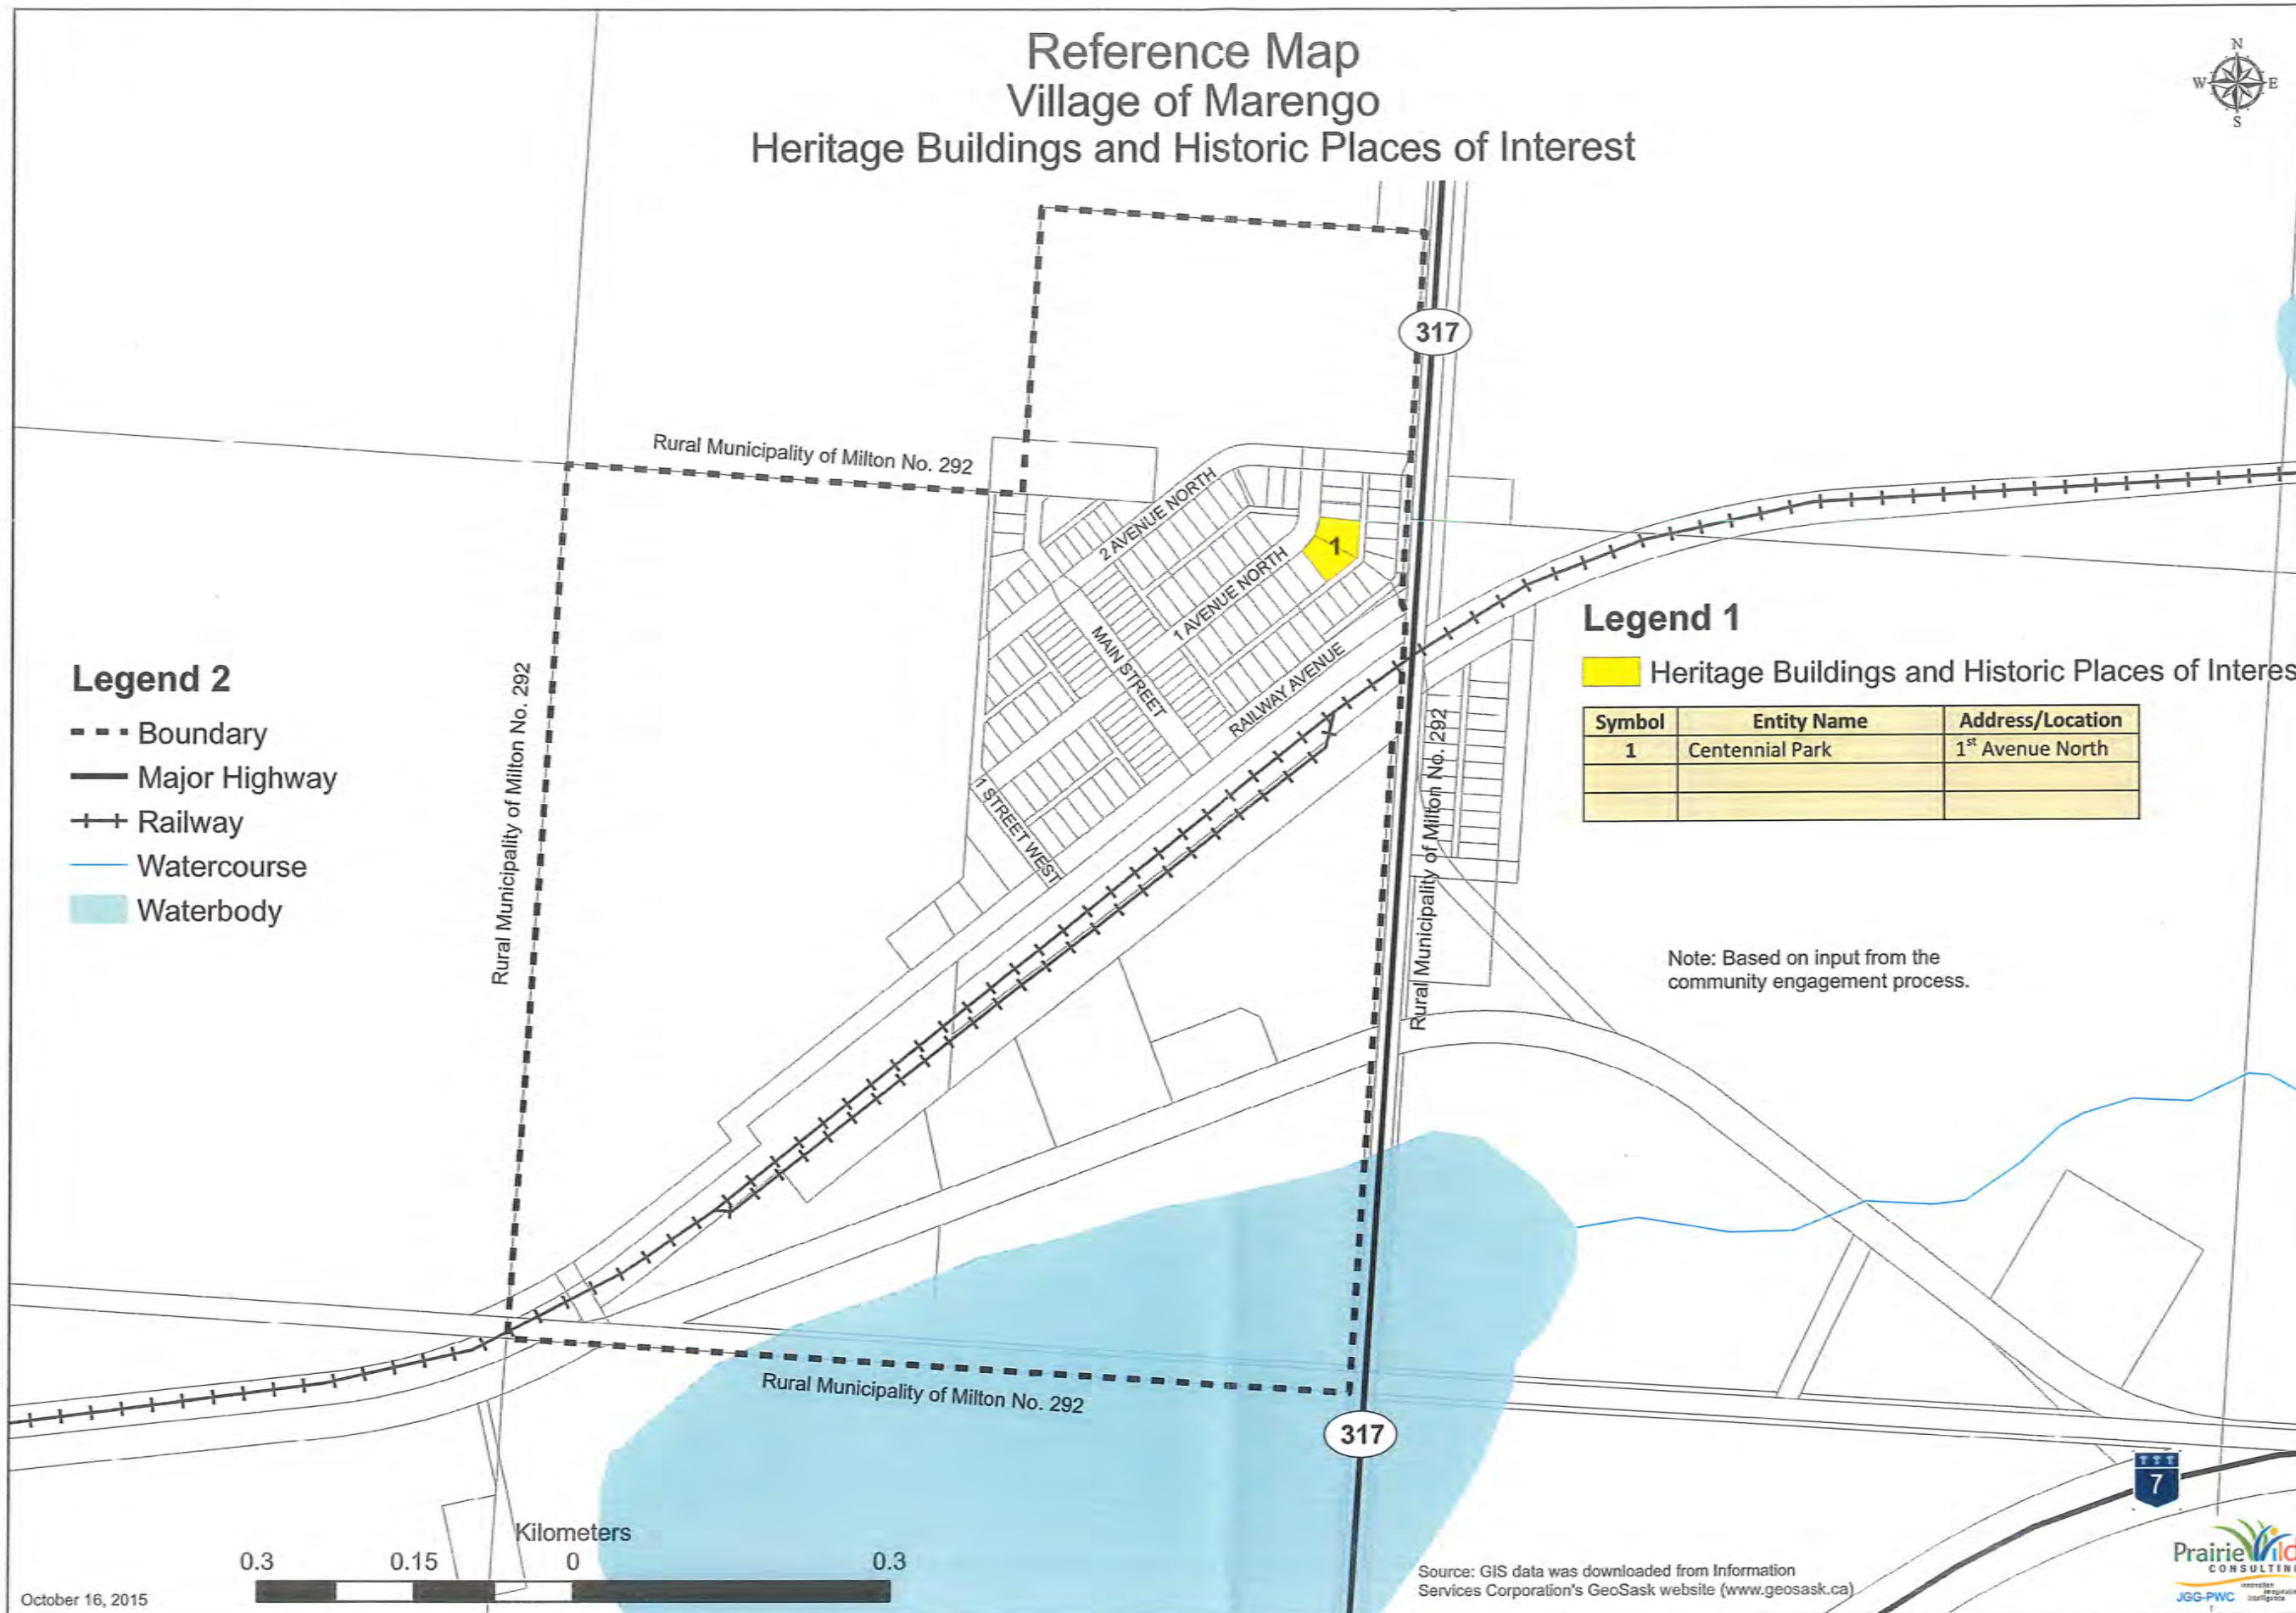 Reference Map
Village of Marengo
Heritage Buildings and Historic Places of Interest
N
W E
S
317
Rural Municipality of Milton No. 292
2 AVENUE NORTH
1
1 AVENUE NORTH
MAIN STREET
RAILWAY AVENUE
1 STREET WEST
Rural Municipality of Milton No. 292
Rural Municipality of Milton No. 292
Legend 1
Heritage Buildings and Historic Places of Interes
Symbol Entity Name Address/Location
1 Centennial Park 1st Avenue North
Legend 2
Boundary
Major Highway
Railway
Watercourse
Waterbody
Note: Based on input from the
community engagement process.
Rural Municipality of Milton No. 292
317
7
Kilometers
0.3 0.15 0 0.3
October 16, 2015
Source: GIS data was downloaded from Information
Services Corporation's GeoSask website (www.geosask.ca)
Prairie Wild
CONSULTING
JGG-PWC